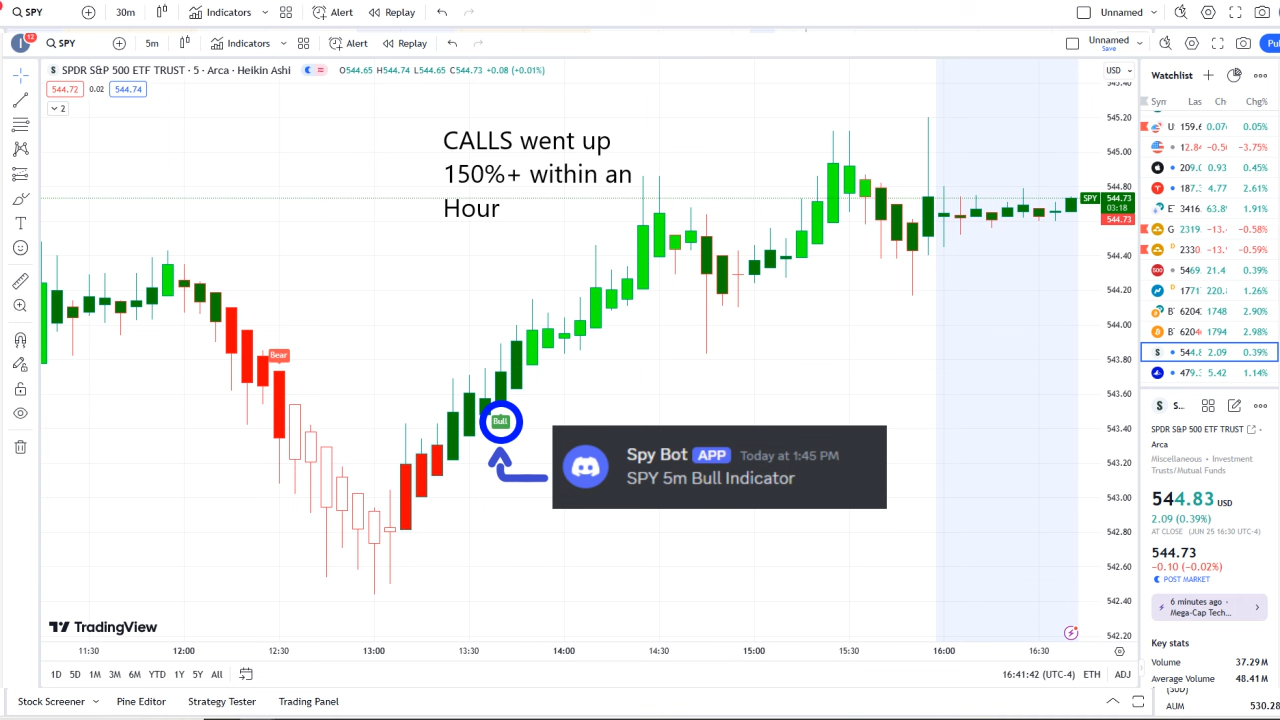 SPY
30m
Indicators
Alert
Replay
Unnamed
12
SPY
5m
Indicators
Alert
Replay
Unnamed
Save
Pul
S SPDR S&P 500 ETF TRUST · 5 · Arca · Heikin Ashi O544.65 H544.74 L544.65 C544.73 +0.08 (+0.01%)
544.72 0.02 544.74
2
CALLS went up
150%+ within an
Hour
Bear
Bull
Spy Bot APP Today at 1:45 PM
SPY 5m Bull Indicator
TradingView
USD
545.40
545.20
545.00
544.80
SPY 544.73
03:18
544.73
544.40
544.20
544.00
543.80
543.60
543.40
543.20
543.00
542.80
542.60
542.40
542.20
11:30 12:00 12:30 13:00 13:30 14:00 14:30 15:00 15:30 16:00 16:30
1D 5D 1M 3M 6M YTD 1Y 5Y All
16:41:42 (UTC-4) ETH ADJ
Stock Screener Pine Editor Strategy Tester Trading Panel
Watchlist
Sym Las Ch Chg%
U 159.6 0.07 0.05%
12.8 -0.5 -3.75%
209.0 0.93 0.45%
187.3 4.77 2.61%
E 3416. 63.8 1.91%
G 2319. -13. -0.58%
2330 -13. -0.59%
500 5469. 21.4 0.39%
1771 220. 1.26%
B 6204 1748 2.90%
B 6204 1794 2.98%
S 544.8 2.09 0.39%
479. 5.42 1.14%
S S...
SPDR S&P 500 ETF TRUST ·
Arca
Miscellaneous · Investment
Trusts/Mutual Funds
544.83 USD
2.09 (0.39%)
AT CLOSE (JUN 25 16:30 UTC-4)
544.73
−0.10 (−0.02%)
POST MARKET
6 minutes ago ·
Mega-Cap Tech...
Key stats
Volume 37.29 M
Average Volume 48.41 M
AUM 530.28